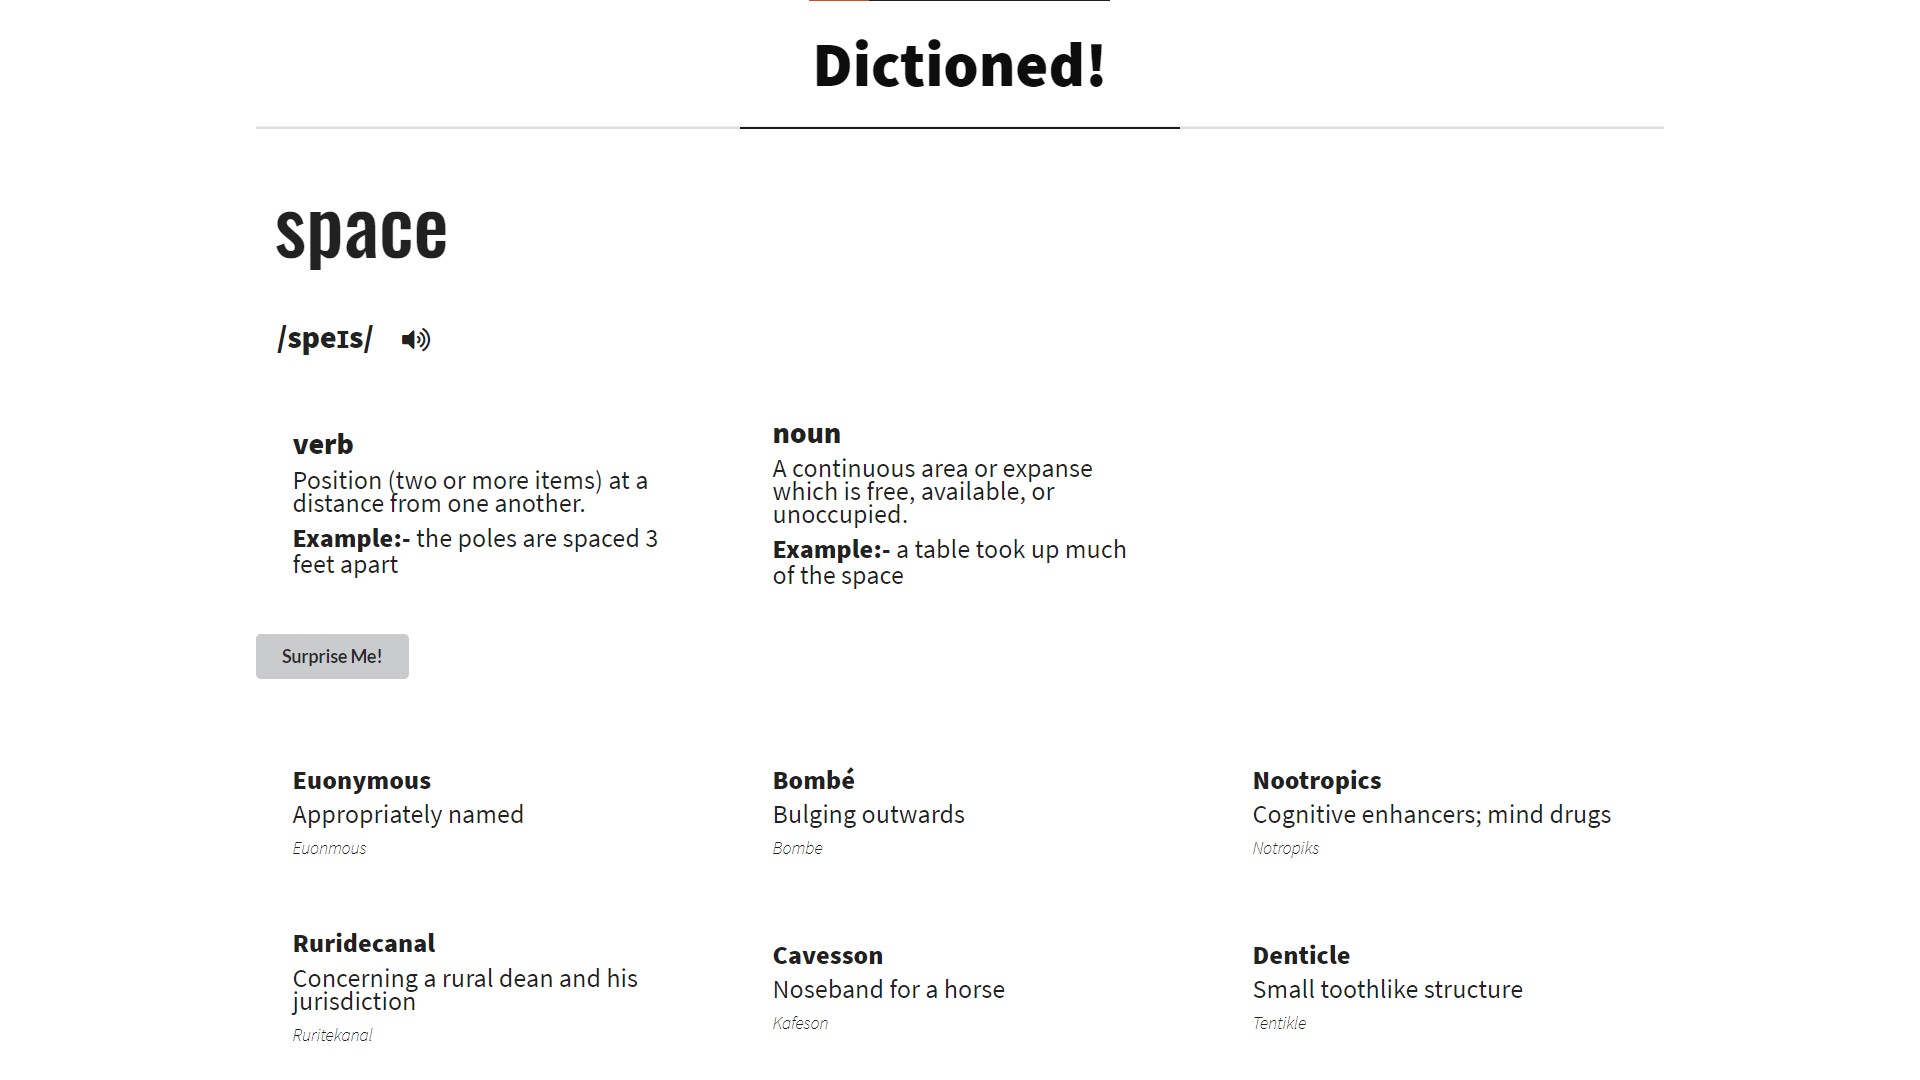 Dictioned!
space
/speɪs/
verb
Position (two or more items) at a
distance from one another.
Example:- the poles are spaced 3
feet apart
noun
A continuous area or expanse
which is free, available, or
unoccupied.
Example:- a table took up much
of the space
Surprise Me!
Euonymous
Appropriately named
Euonmous
Bombé
Bulging outwards
Bombe
Nootropics
Cognitive enhancers; mind drugs
Notropiks
Ruridecanal
Concerning a rural dean and his
jurisdiction
Ruritekanal
Cavesson
Noseband for a horse
Kafeson
Denticle
Small toothlike structure
Tentikle